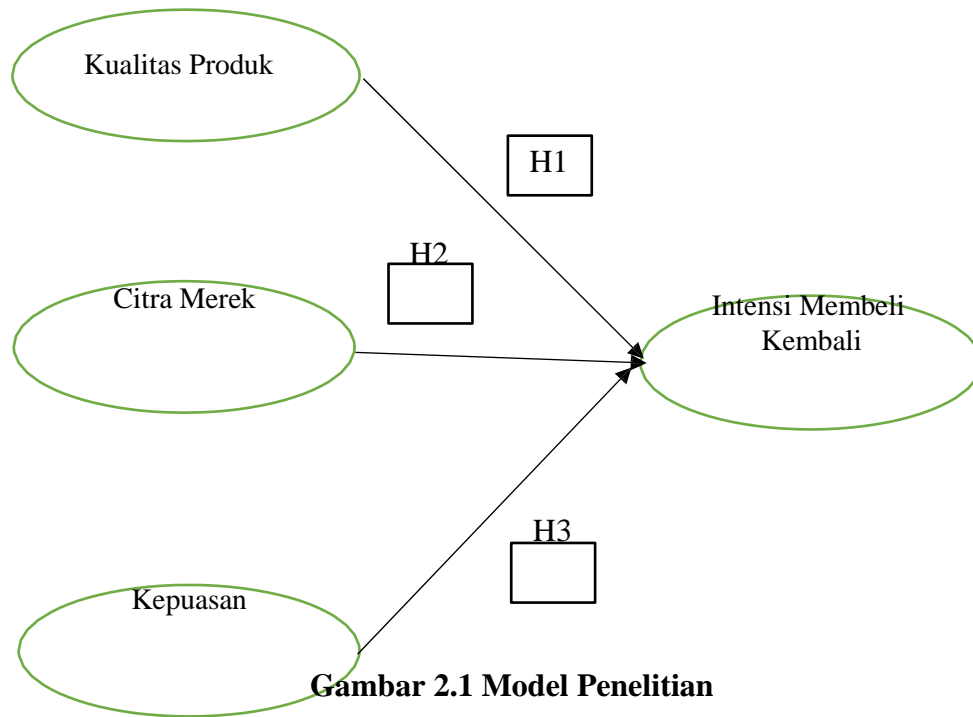 Kualitas Produk
H1
H2
Citra Merek
Intensi Membeli
Kembali
H3
Kepuasan
Gambar 2.1 Model Penelitian